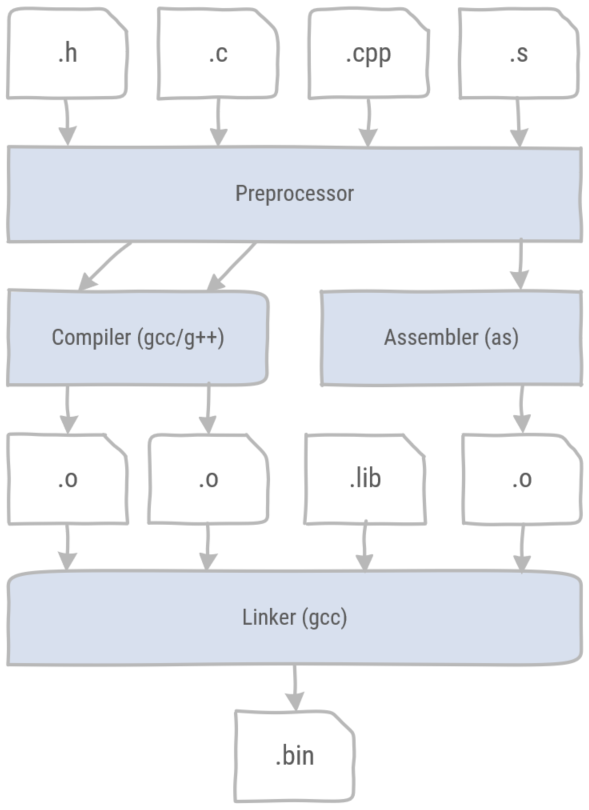 .h
.c
.cpp
.s
Preprocessor
Compiler (gcc/g++)
Assembler (as)
.o
.o
.lib
.o
Linker (gcc)
.bin